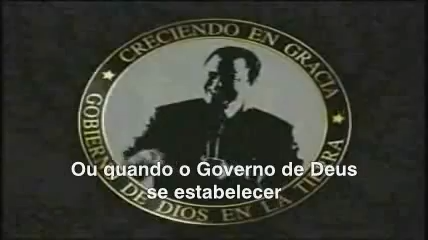 CRECIENDO EN GRACIA
GOBIERNO DE DIOS EN LA TIERRA
Ou quando o Governo de Deus
se estabelecer